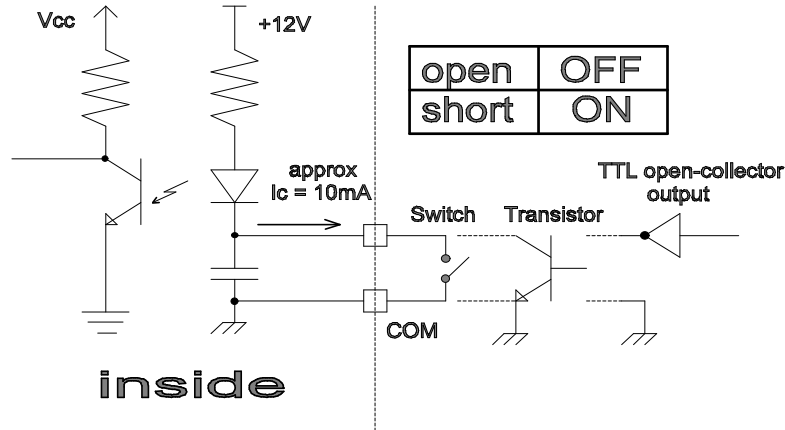 Vcc
+12V
open OFF
short ON
approx
Ic = 10mA
TTL open-collector
output
Switch
Transistor
COM
inside